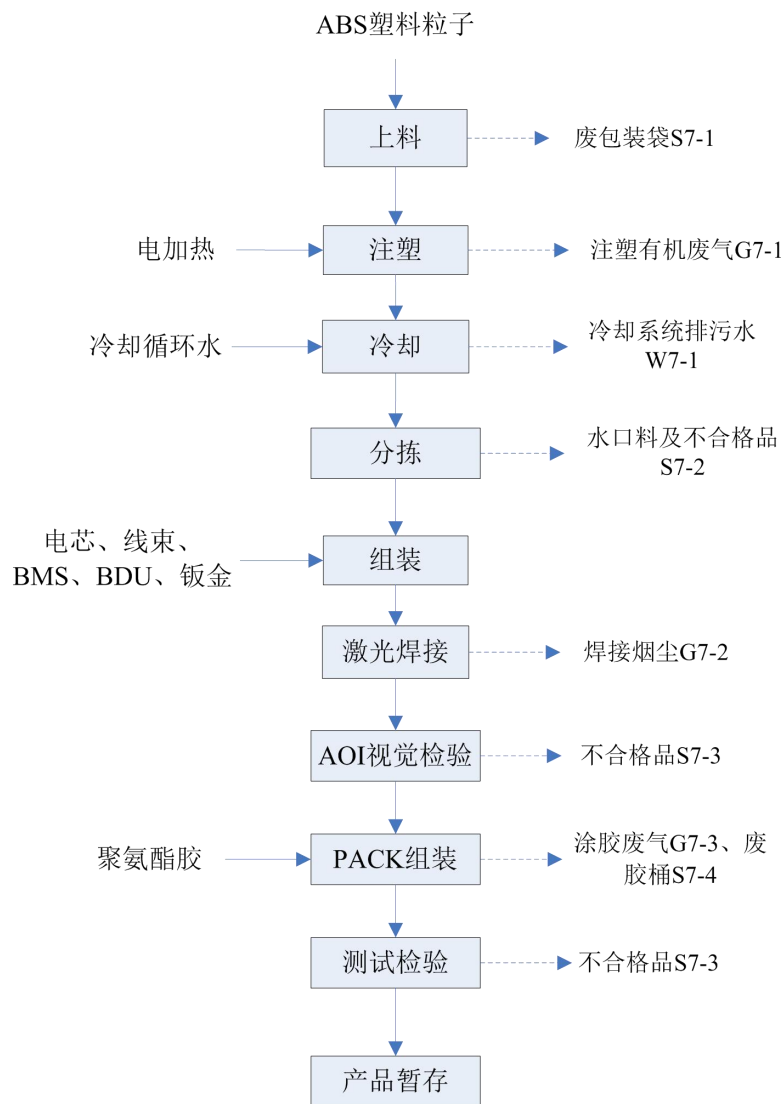 ABS塑料粒子
上料
废包装袋S7-1
电加热
注塑
注塑有机废气G7-1
冷却循环水
冷却
冷却系统排污水
W7-1
分拣
水口料及不合格品
S7-2
电芯、线束、
BMS、BDU、钣金
组装
激光焊接
焊接烟尘G7-2
AOI视觉检验
不合格品S7-3
聚氨酯胶
PACK组装
涂胶废气G7-3、废
胶桶S7-4
测试检验
不合格品S7-3
产品暂存